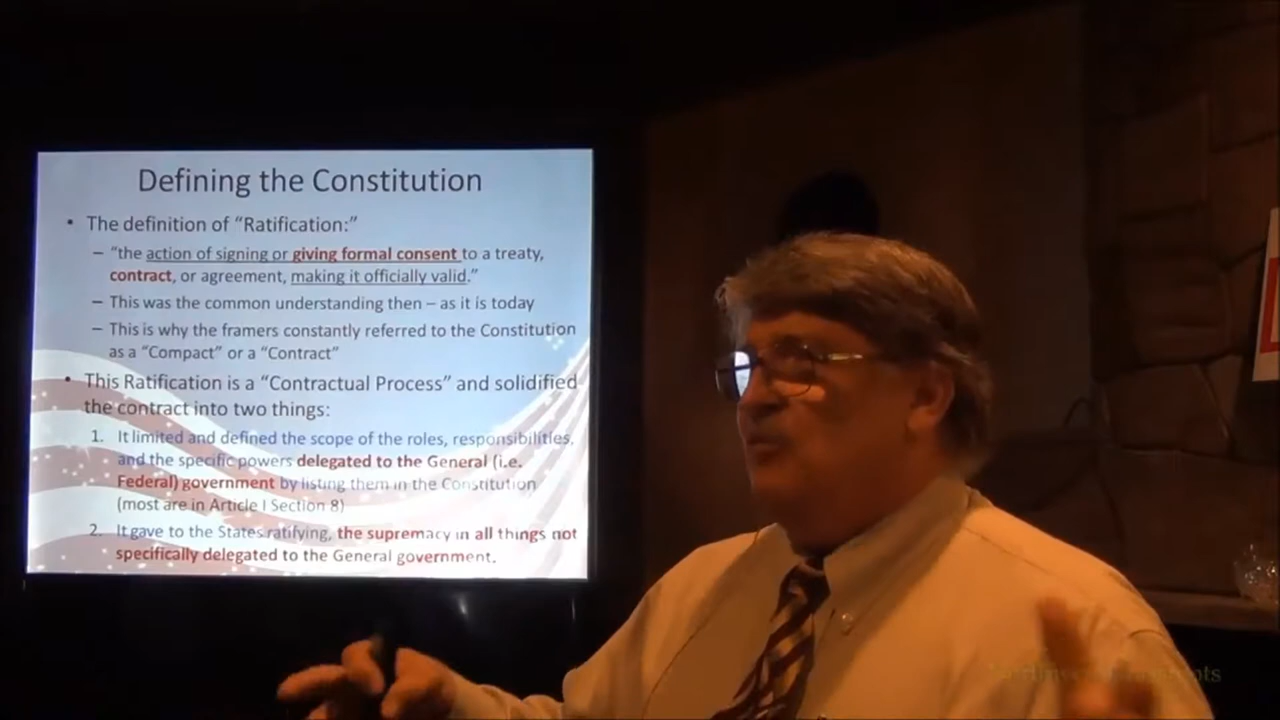 Defining the Constitution
• The definition of “Ratification:”
– “the action of signing or giving formal consent to a treaty,
contract, or agreement, making it officially valid.”
– This was the common understanding then – as it is today
– This is why the framers constantly referred to the Constitution
as a “Compact” or a “Contract”
• This Ratification is a “Contractual Process” and solidified
the contract into two things:
1. It limited and defined the scope of the roles, responsibilities,
and the specific powers delegated to the General (i.e.
Federal) government by listing them in the Constitution
(most are in Article I Section 8)
2. It gave to the States ratifying, the supremacy in all things not
specifically delegated to the General government.